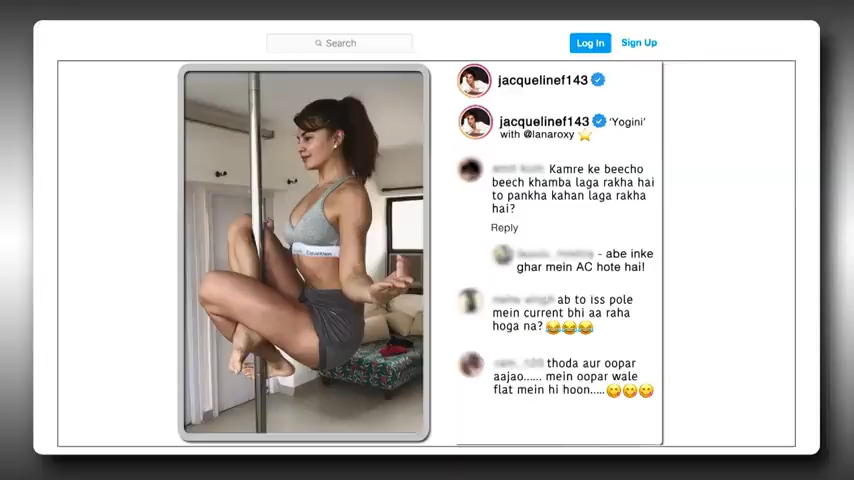 Search
Log In
Sign Up
jacquelinef143
jacquelinef143 'Yogini'
with @lanaroxy
Kamre ke beecho
beech khamba laga rakha hai
to pankha kahan laga rakha
hai?
Reply
- abe inke
ghar mein AC hote hai!
ab to iss pole
mein current bhi aa raha
hoga na? 😂😂😂
thoda aur oopar
aajao...... mein oopar wale
flat mein hi hoon..... 😋😋😋